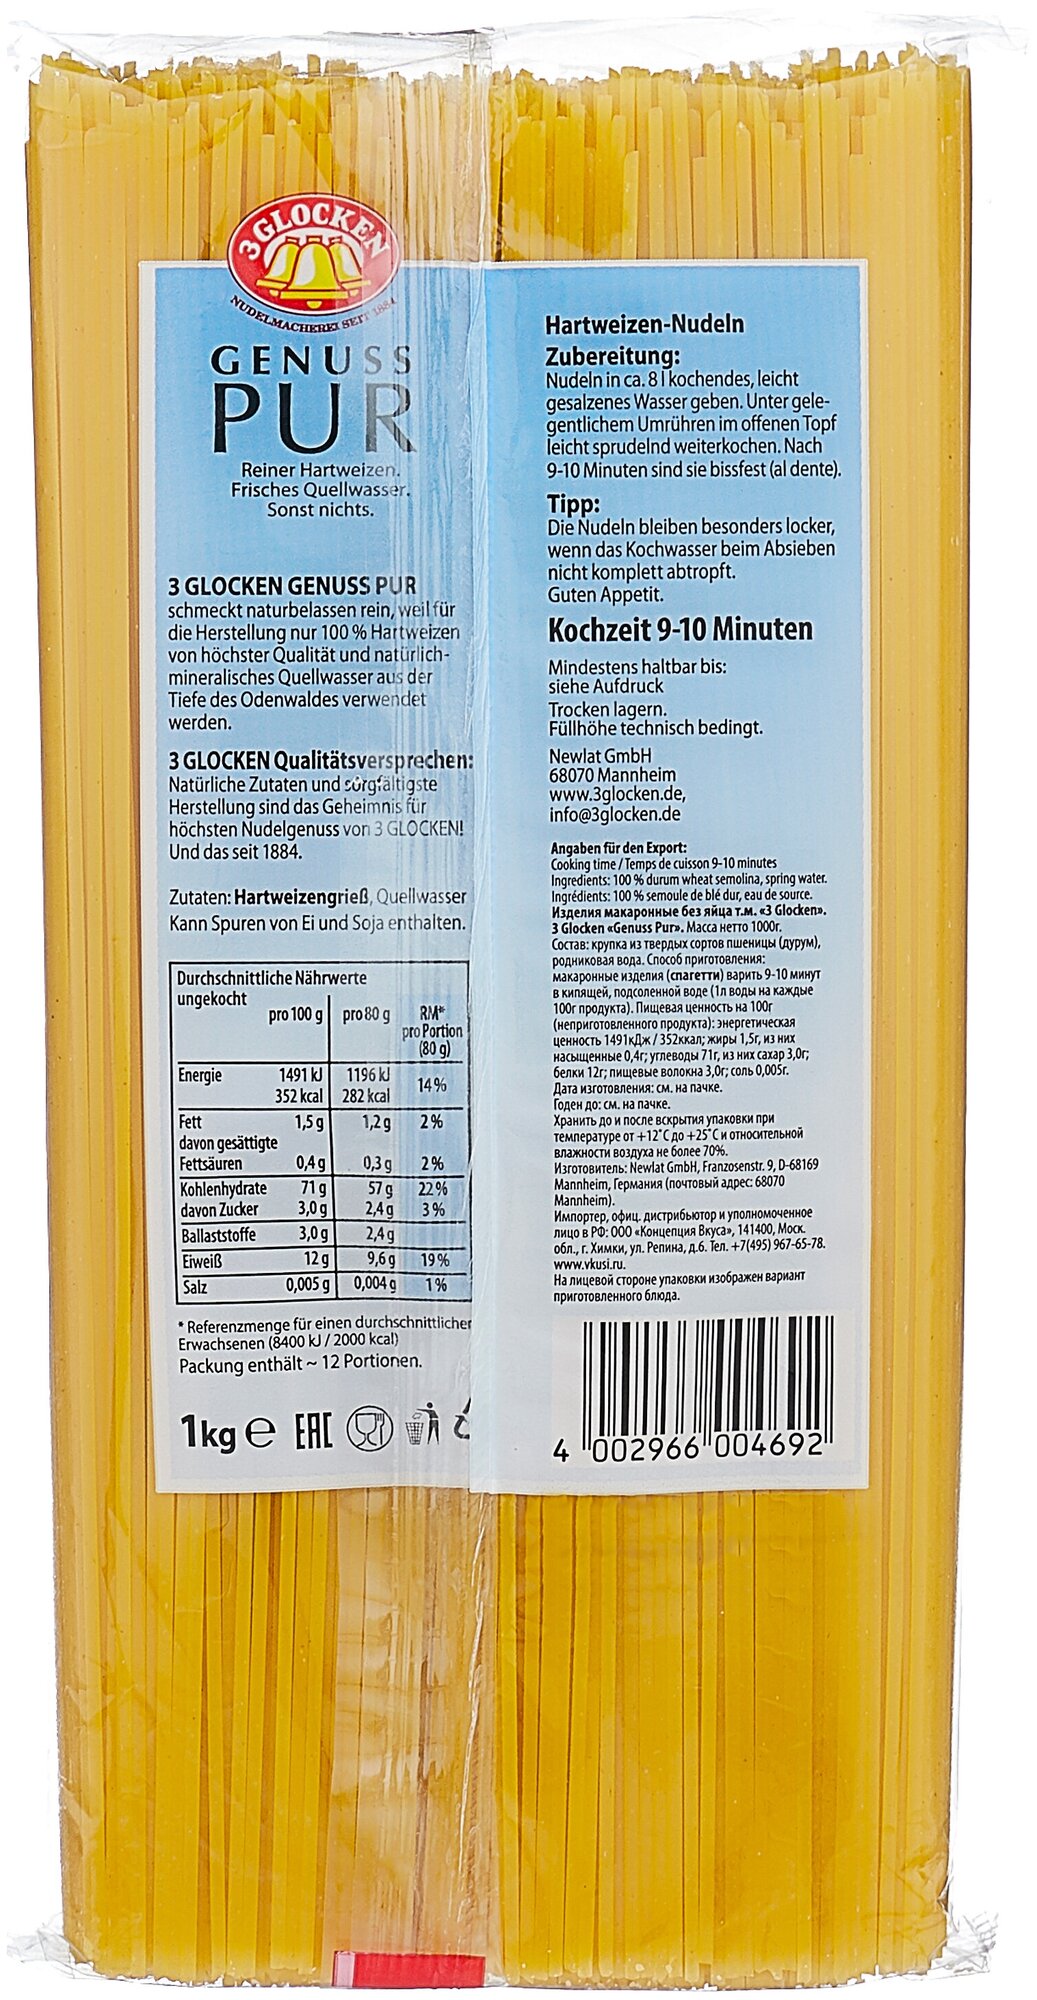 3 GLOCKEN
NUDELMACHEREI SEIT 1884
GENUSS
PUR
Reiner Hartweizen.
Frisches Quellwasser.
Sonst nichts.
3 GLOCKEN GENUSS PUR
schmeckt naturbelassen rein, weil für
die Herstellung nur 100 % Hartweizen
von höchster Qualität und natürlich-
mineralisches Quellwasser aus der
Tiefe des Odenwaldes verwendet
werden.
3 GLOCKEN Qualitätsversprechen:
Natürliche Zutaten und sorgfältigste
Herstellung sind das Geheimnis für
höchsten Nudelgenuss von 3 GLOCKEN!
Und das seit 1884.
Zutaten: Hartweizengrieß, Quellwasser
Kann Spuren von Ei und Soja enthalten.
Durchschnittliche Nährwerte
ungekocht
pro 100 g pro 80 g RM*
pro Portion
(80 g)
Energie 1491 kJ 1196 kJ 14 %
352 kcal 282 kcal
Fett 1,5 g 1,2 g 2 %
davon gesättigte
Fettsäuren 0,4 g 0,3 g 2 %
Kohlenhydrate 71 g 57 g 22 %
davon Zucker 3,0 g 2,4 g 3 %
Ballaststoffe 3,0 g 2,4 g
Eiweiß 12 g 9,6 g 19 %
Salz 0,005 g 0,004 g 1 %
* Referenzmenge für einen durchschnittlicher
Erwachsenen (8400 kJ / 2000 kcal)
Packung enthält ~ 12 Portionen.
1kg e EAC
Hartweizen-Nudeln
Zubereitung:
Nudeln in ca. 8 l kochendes, leicht
gesalzenes Wasser geben. Unter gele-
gentlichem Umrühren im offenen Topf
leicht sprudelnd weiterkochen. Nach
9-10 Minuten sind sie bissfest (al dente).
Tipp:
Die Nudeln bleiben besonders locker,
wenn das Kochwasser beim Absieben
nicht komplett abtropft.
Guten Appetit.
Kochzeit 9-10 Minuten
Mindestens haltbar bis:
siehe Aufdruck
Trocken lagern.
Füllhöhe technisch bedingt.
Newlat GmbH
68070 Mannheim
www.3glocken.de,
info@3glocken.de
Angaben für den Export:
Cooking time / Temps de cuisson 9-10 minutes
Ingredients: 100 % durum wheat semolina, spring water.
Ingrédients: 100 % semoule de blé dur, eau de source.
Изделия макаронные без яйца т.м. «3 Glocken».
3 Glocken «Genuss Pur». Масса нетто 1000г.
Состав: крупка из твердых сортов пшеницы (дурум),
родниковая вода. Способ приготовления:
макаронные изделия (спагетти) варить 9-10 минут
в кипящей, подсоленной воде (1л воды на каждые
100г продукта). Пищевая ценность на 100г
(неприготовленного продукта): энергетическая
ценность 1491кДж / 352ккал; жиры 1,5г, из них
насыщенные 0,4г; углеводы 71г, из них сахар 3,0г;
белки 12г; пищевые волокна 3,0г; соль 0,005г.
Дата изготовления: см. на пачке.
Годен до: см. на пачке.
Хранить до и после вскрытия упаковки при
температуре от +12°С до +25°С и относительной
влажности воздуха не более 70%.
Изготовитель: Newlat GmbH, Franzosenstr. 9, D-68169
Mannheim, Германия (почтовый адрес: 68070
Mannheim).
Импортер, офиц. дистрибьютор и уполномоченное
лицо в РФ: ООО «Концепция Вкуса», 141400, Моск.
обл., г. Химки, ул. Репина, д.6. Тел. +7(495) 967-65-78.
www.vkusi.ru.
На лицевой стороне упаковки изображен вариант
приготовленного блюда.
4 002966 004692